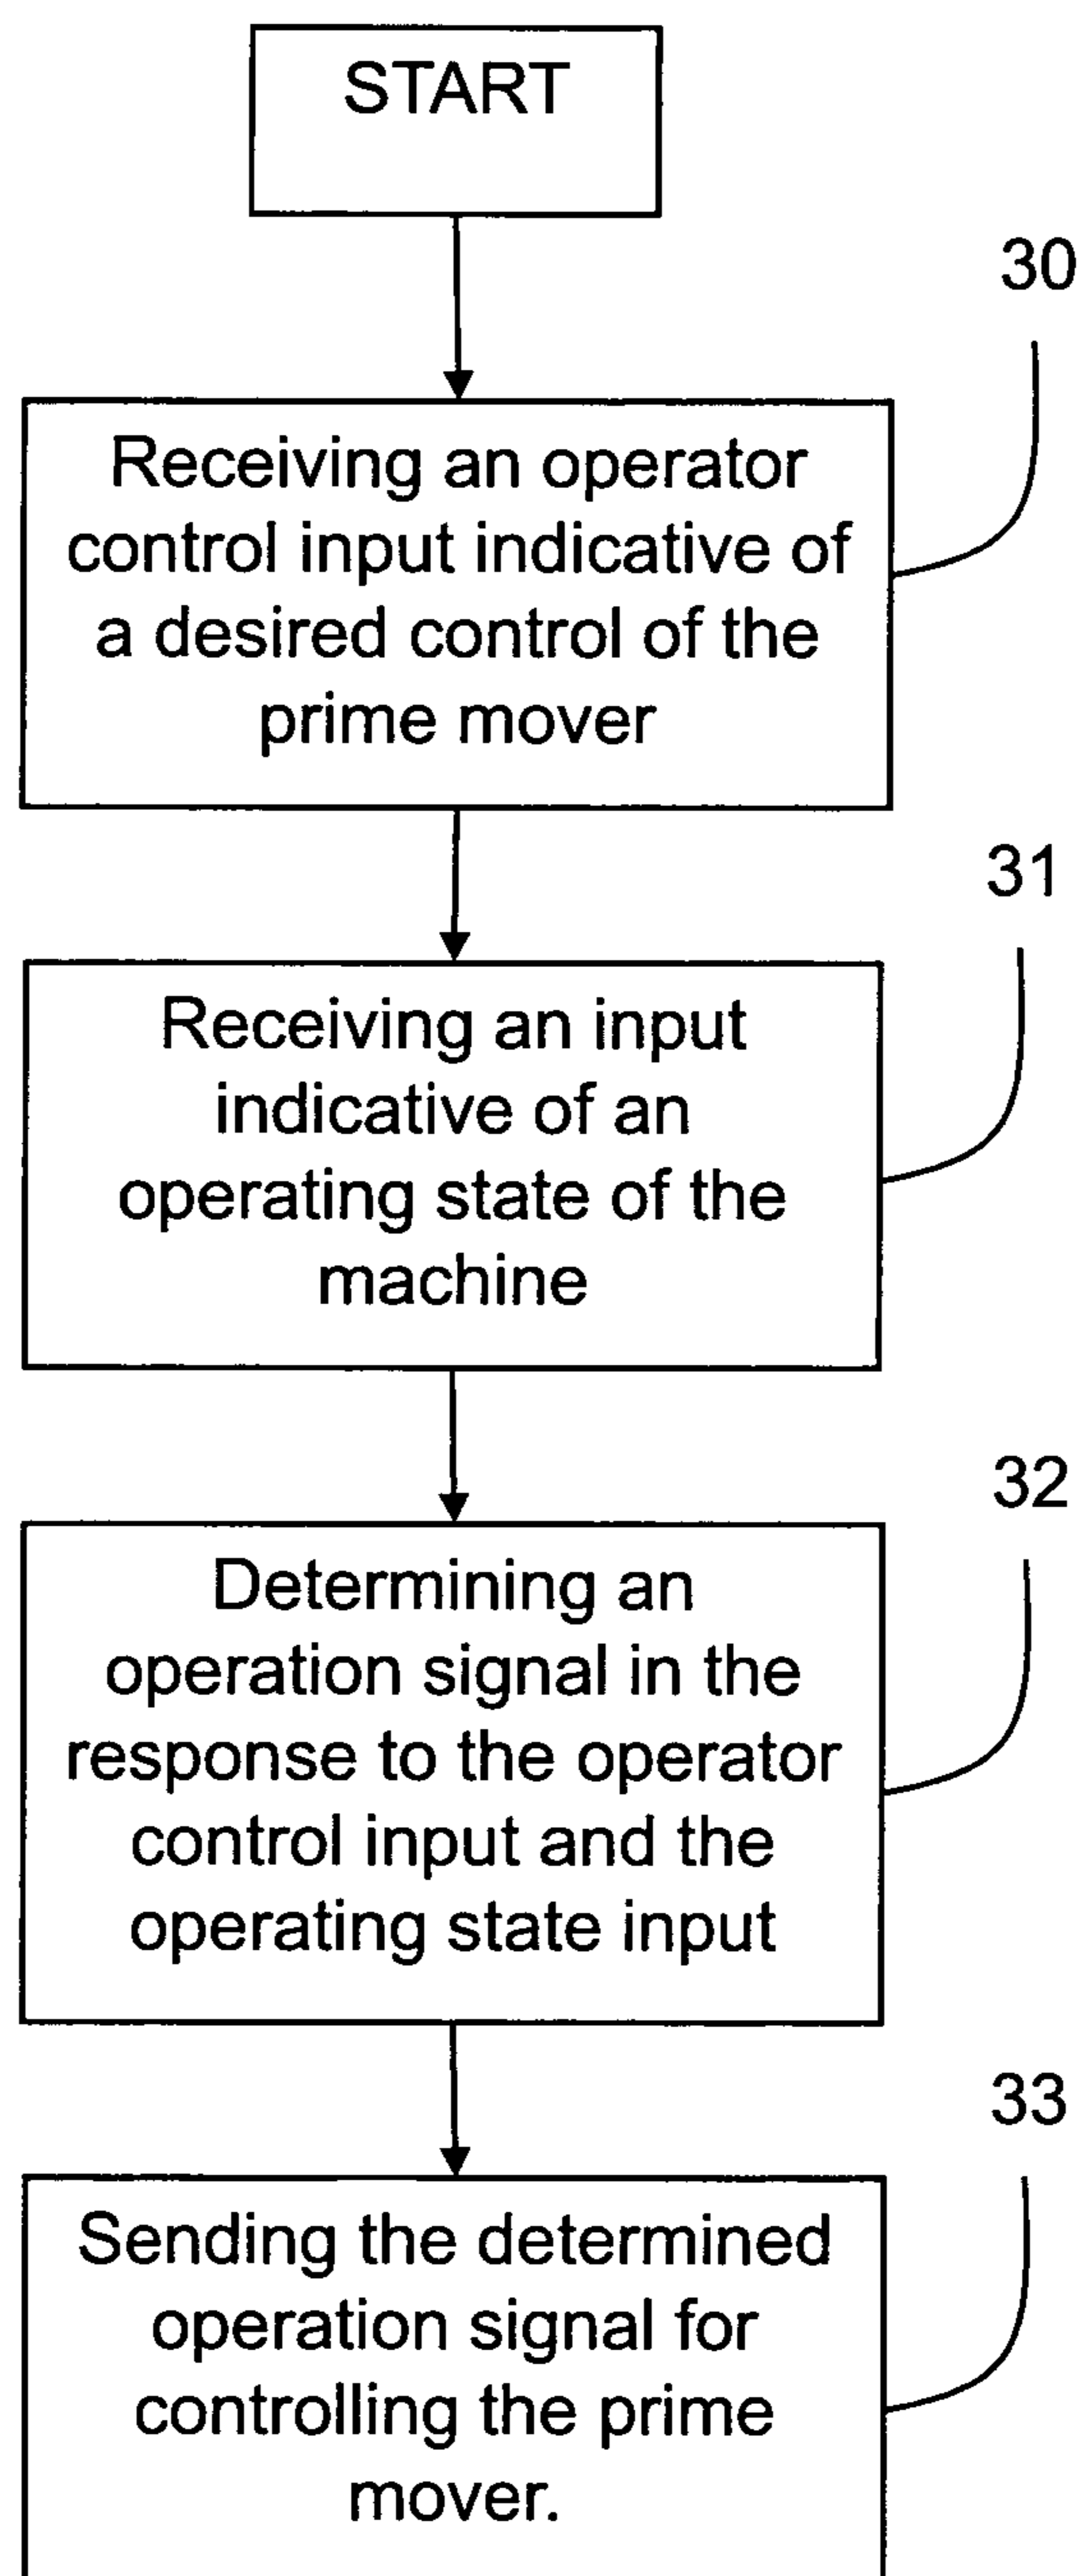 START
30
Receiving an operator
control input indicative of
a desired control of the
prime mover
31
Receiving an input
indicative of an
operating state of the
machine
32
Determining an
operation signal in the
response to the operator
control input and the
operating state input
33
Sending the determined
operation signal for
controlling the prime
mover.